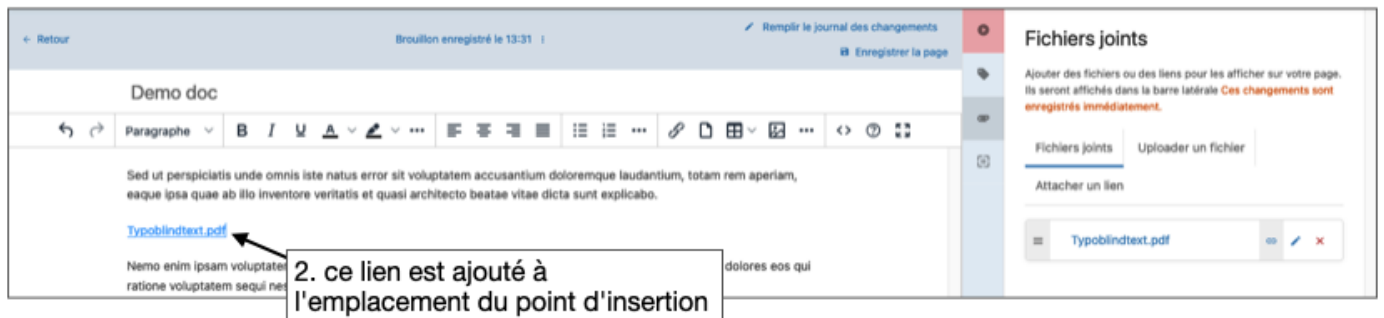 ← Retour
Brouillon enregistré le 13:31
Remplir le journal des changements
Enregistrer la page
Demo doc
Paragraphe
B I U A
Sed ut perspiciatis unde omnis iste natus error sit voluptatem accusantium doloremque laudantium, totam rem aperiam,
eaque ipsa quae ab illo inventore veritatis et quasi architecto beatae vitae dicta sunt explicabo.
Typoblindtext.pdf
Nemo enim ipsam voluptate
dolores eos qui
ratione voluptatem sequi nes
2. ce lien est ajouté à
l'emplacement du point d'insertion
Fichiers joints
Ajouter des fichiers ou des liens pour les afficher sur votre page.
Ils seront affichés dans la barre latérale Ces changements sont
enregistrés immédiatement.
Fichiers joints
Uploader un fichier
Attacher un lien
Typoblindtext.pdf